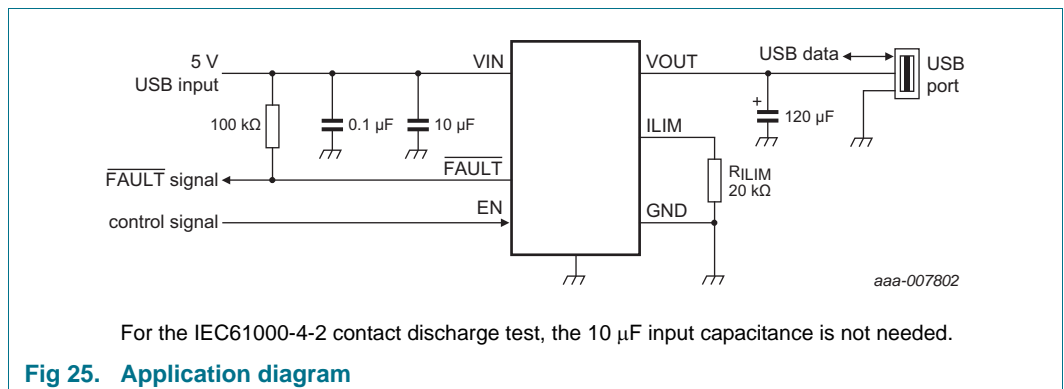 5 V
USB input
VIN
VOUT
USB data
USB
port
100 kΩ
0.1 μF
10 μF
+
120 μF
ILIM
RILIM
20 kΩ
FAULT signal
FAULT
control signal
EN
GND
aaa-007802
For the IEC61000-4-2 contact discharge test, the 10 μF input capacitance is not needed.
Fig 25. Application diagram